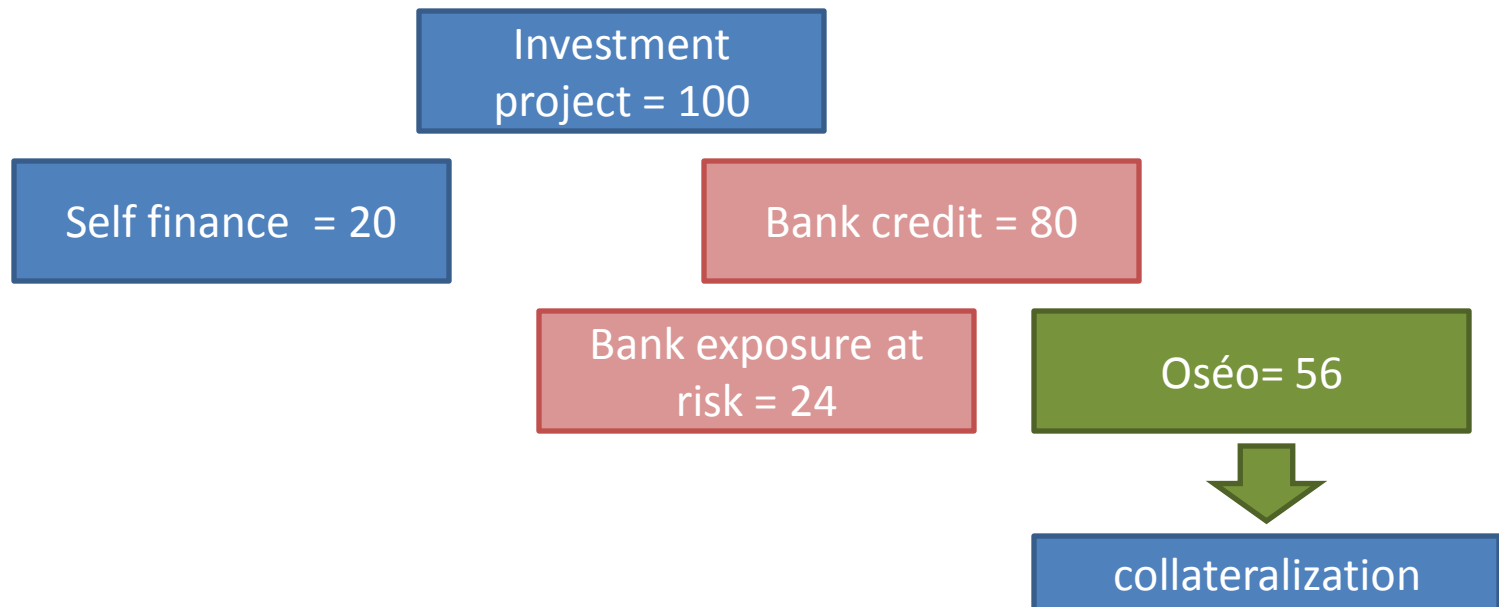 Investment
project = 100
Self finance  = 20
Bank credit = 80
Bank exposure at
risk = 24
Oséo= 56
collateralization